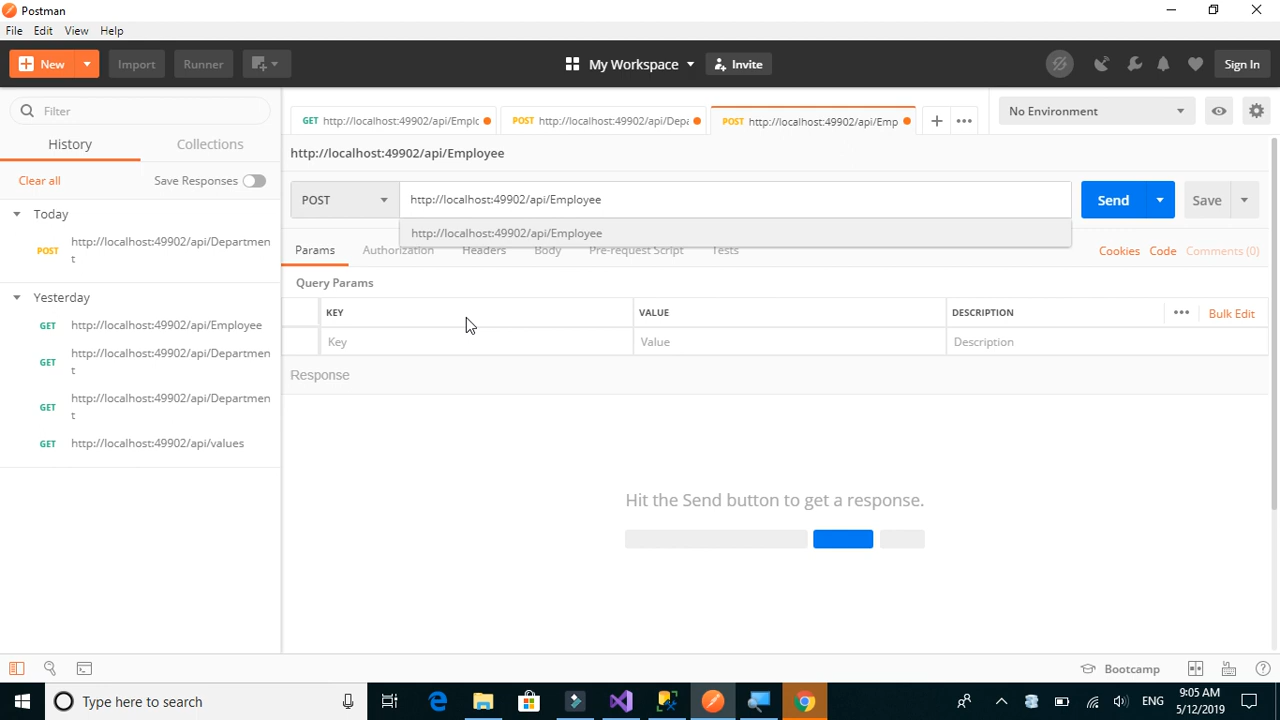 Postman
File Edit View Help
New Import Runner My Workspace Invite Sign In
Filter
GET http://localhost:49902/api/Emplc
POST http://localhost:49902/api/Depa
POST http://localhost:49902/api/Emp
No Environment
History Collections
http://localhost:49902/api/Employee
Clear all Save Responses
POST http://localhost:49902/api/Employee Send Save
Today
http://localhost:49902/api/Employee
POST http://localhost:49902/api/Departmen
t
Params Authorization Headers Body Pre-request Script Tests Cookies Code Comments (0)
Query Params
Yesterday
KEY VALUE DESCRIPTION Bulk Edit
GET http://localhost:49902/api/Employee
Key Value Description
GET http://localhost:49902/api/Departmen
t
Response
GET http://localhost:49902/api/Departmen
t
GET http://localhost:49902/api/values
Hit the Send button to get a response.
Bootcamp
Type here to search
ENG
9:05 AM
5/12/2019